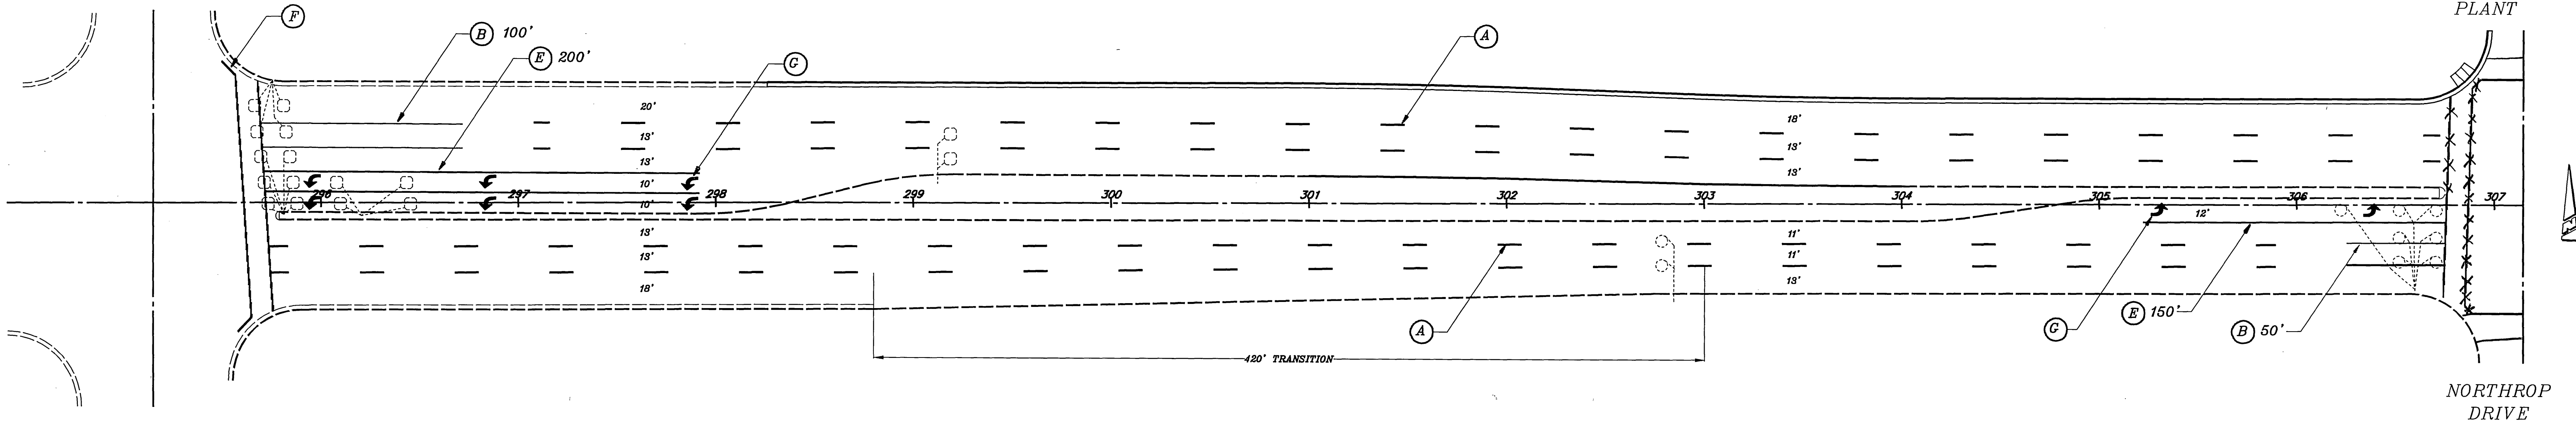 PLANT
F
B 100'
E 200'
G
A
20'
13'
13'
10'
10'
18'
13'
13'
296 297 298 299 300 301 302 303 304 305 306 307
13'
13'
18'
11'
11'
13'
12'
A
G
E 150'
B 50'
420' TRANSITION
NORTHROP
DRIVE